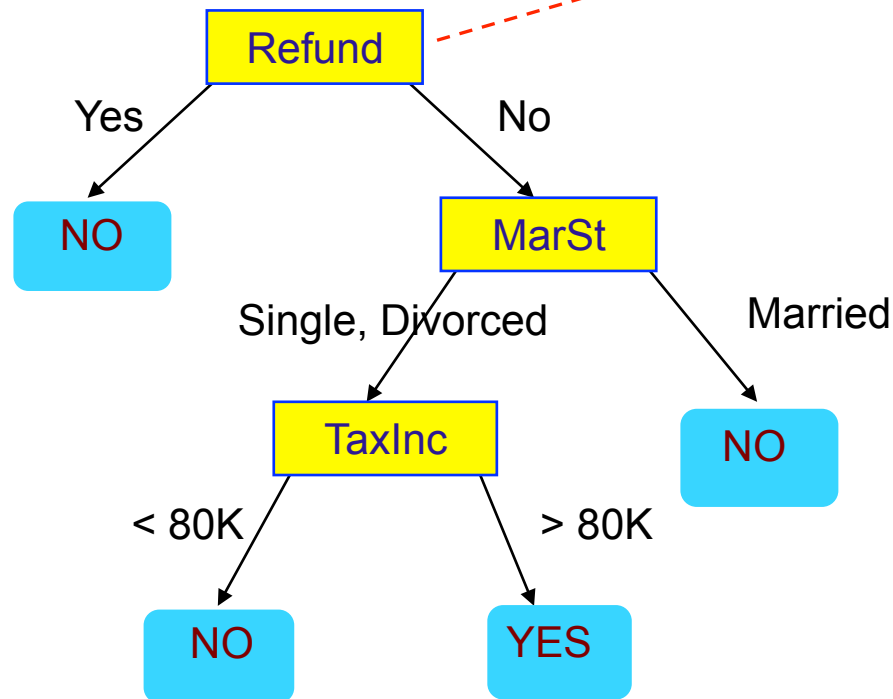 Refund
Yes
No
NO
MarSt
Single, Divorced
Married
TaxInc
NO
< 80K
> 80K
NO
YES